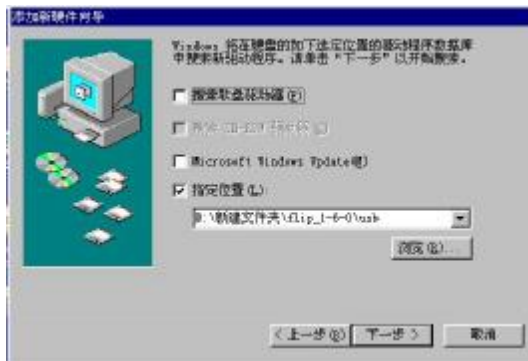 添加新硬件向导
Windows 将在硬盘的如下选定位置的驱动程序数据库
中搜索新驱动程序。请单击“下一步”以开始搜索。
搜索软盘驱动器(F)
Microsoft Windows Update(M)
指定位置(L):
D:\新建文件夹\flip_1-6-0\usb
浏览(R)...
<上一步(B)
下一步 >
取消